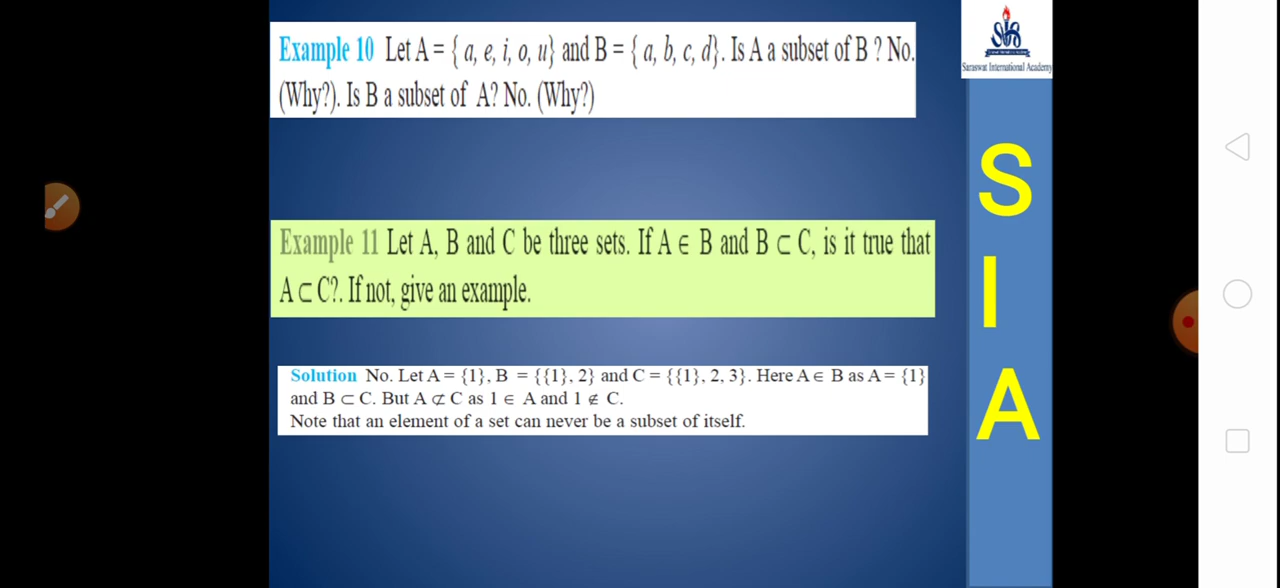 Example 10 Let A = { a, e, i, o, u} and B = { a, b, c, d}. Is A a subset of B ? No.
(Why?). Is B a subset of A? No. (Why?)
Example 11 Let A, B and C be three sets. If A ∈ B and B ⊂ C, is it true that
A ⊂ C?. If not, give an example.
Solution No. Let A = {1}, B = {{1}, 2} and C = {{1}, 2, 3}. Here A ∈ B as A = {1}
and B ⊂ C. But A ⊄ C as 1 ∈ A and 1 ∉ C.
Note that an element of a set can never be a subset of itself.
SIS
Saraswat International Academy
S
I
A